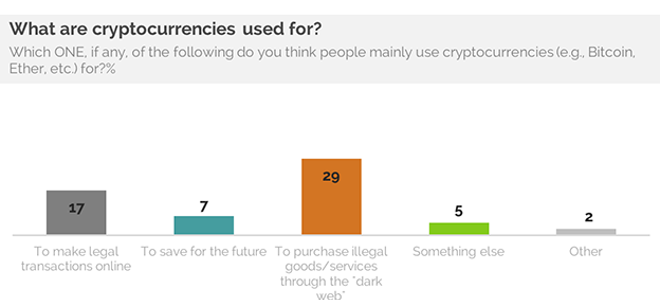 What are cryptocurrencies used for?
Which ONE, if any, of the following do you think people mainly use cryptocurrencies (e.g., Bitcoin,
Ether, etc.) for?%
17
7
29
5
2
To make legal
transactions online
To save for the future
To purchase illegal
goods/services
through the "dark
web"
Something else
Other